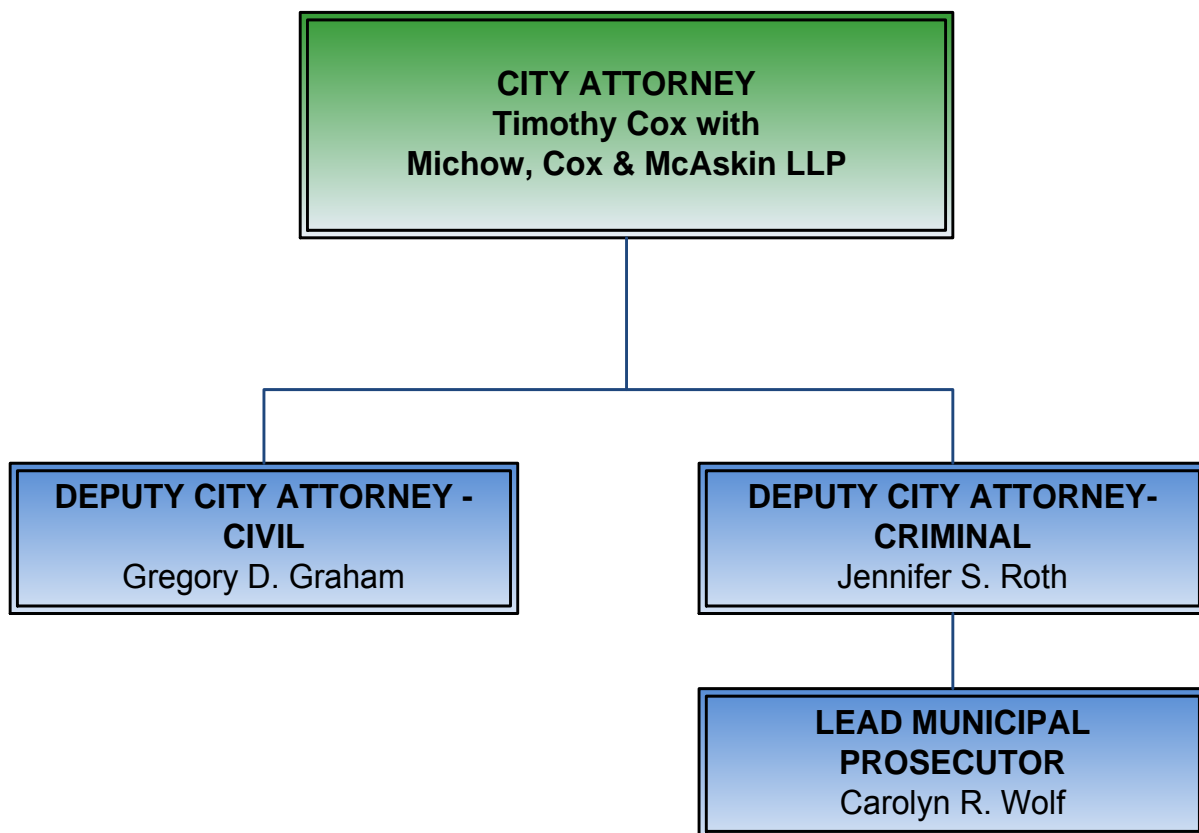 CITY ATTORNEY
Timothy Cox with
Michow, Cox & McAskin LLP
DEPUTY CITY ATTORNEY -
CIVIL
Gregory D. Graham
DEPUTY CITY ATTORNEY-
CRIMINAL
Jennifer S. Roth
LEAD MUNICIPAL
PROSECUTOR
Carolyn R. Wolf